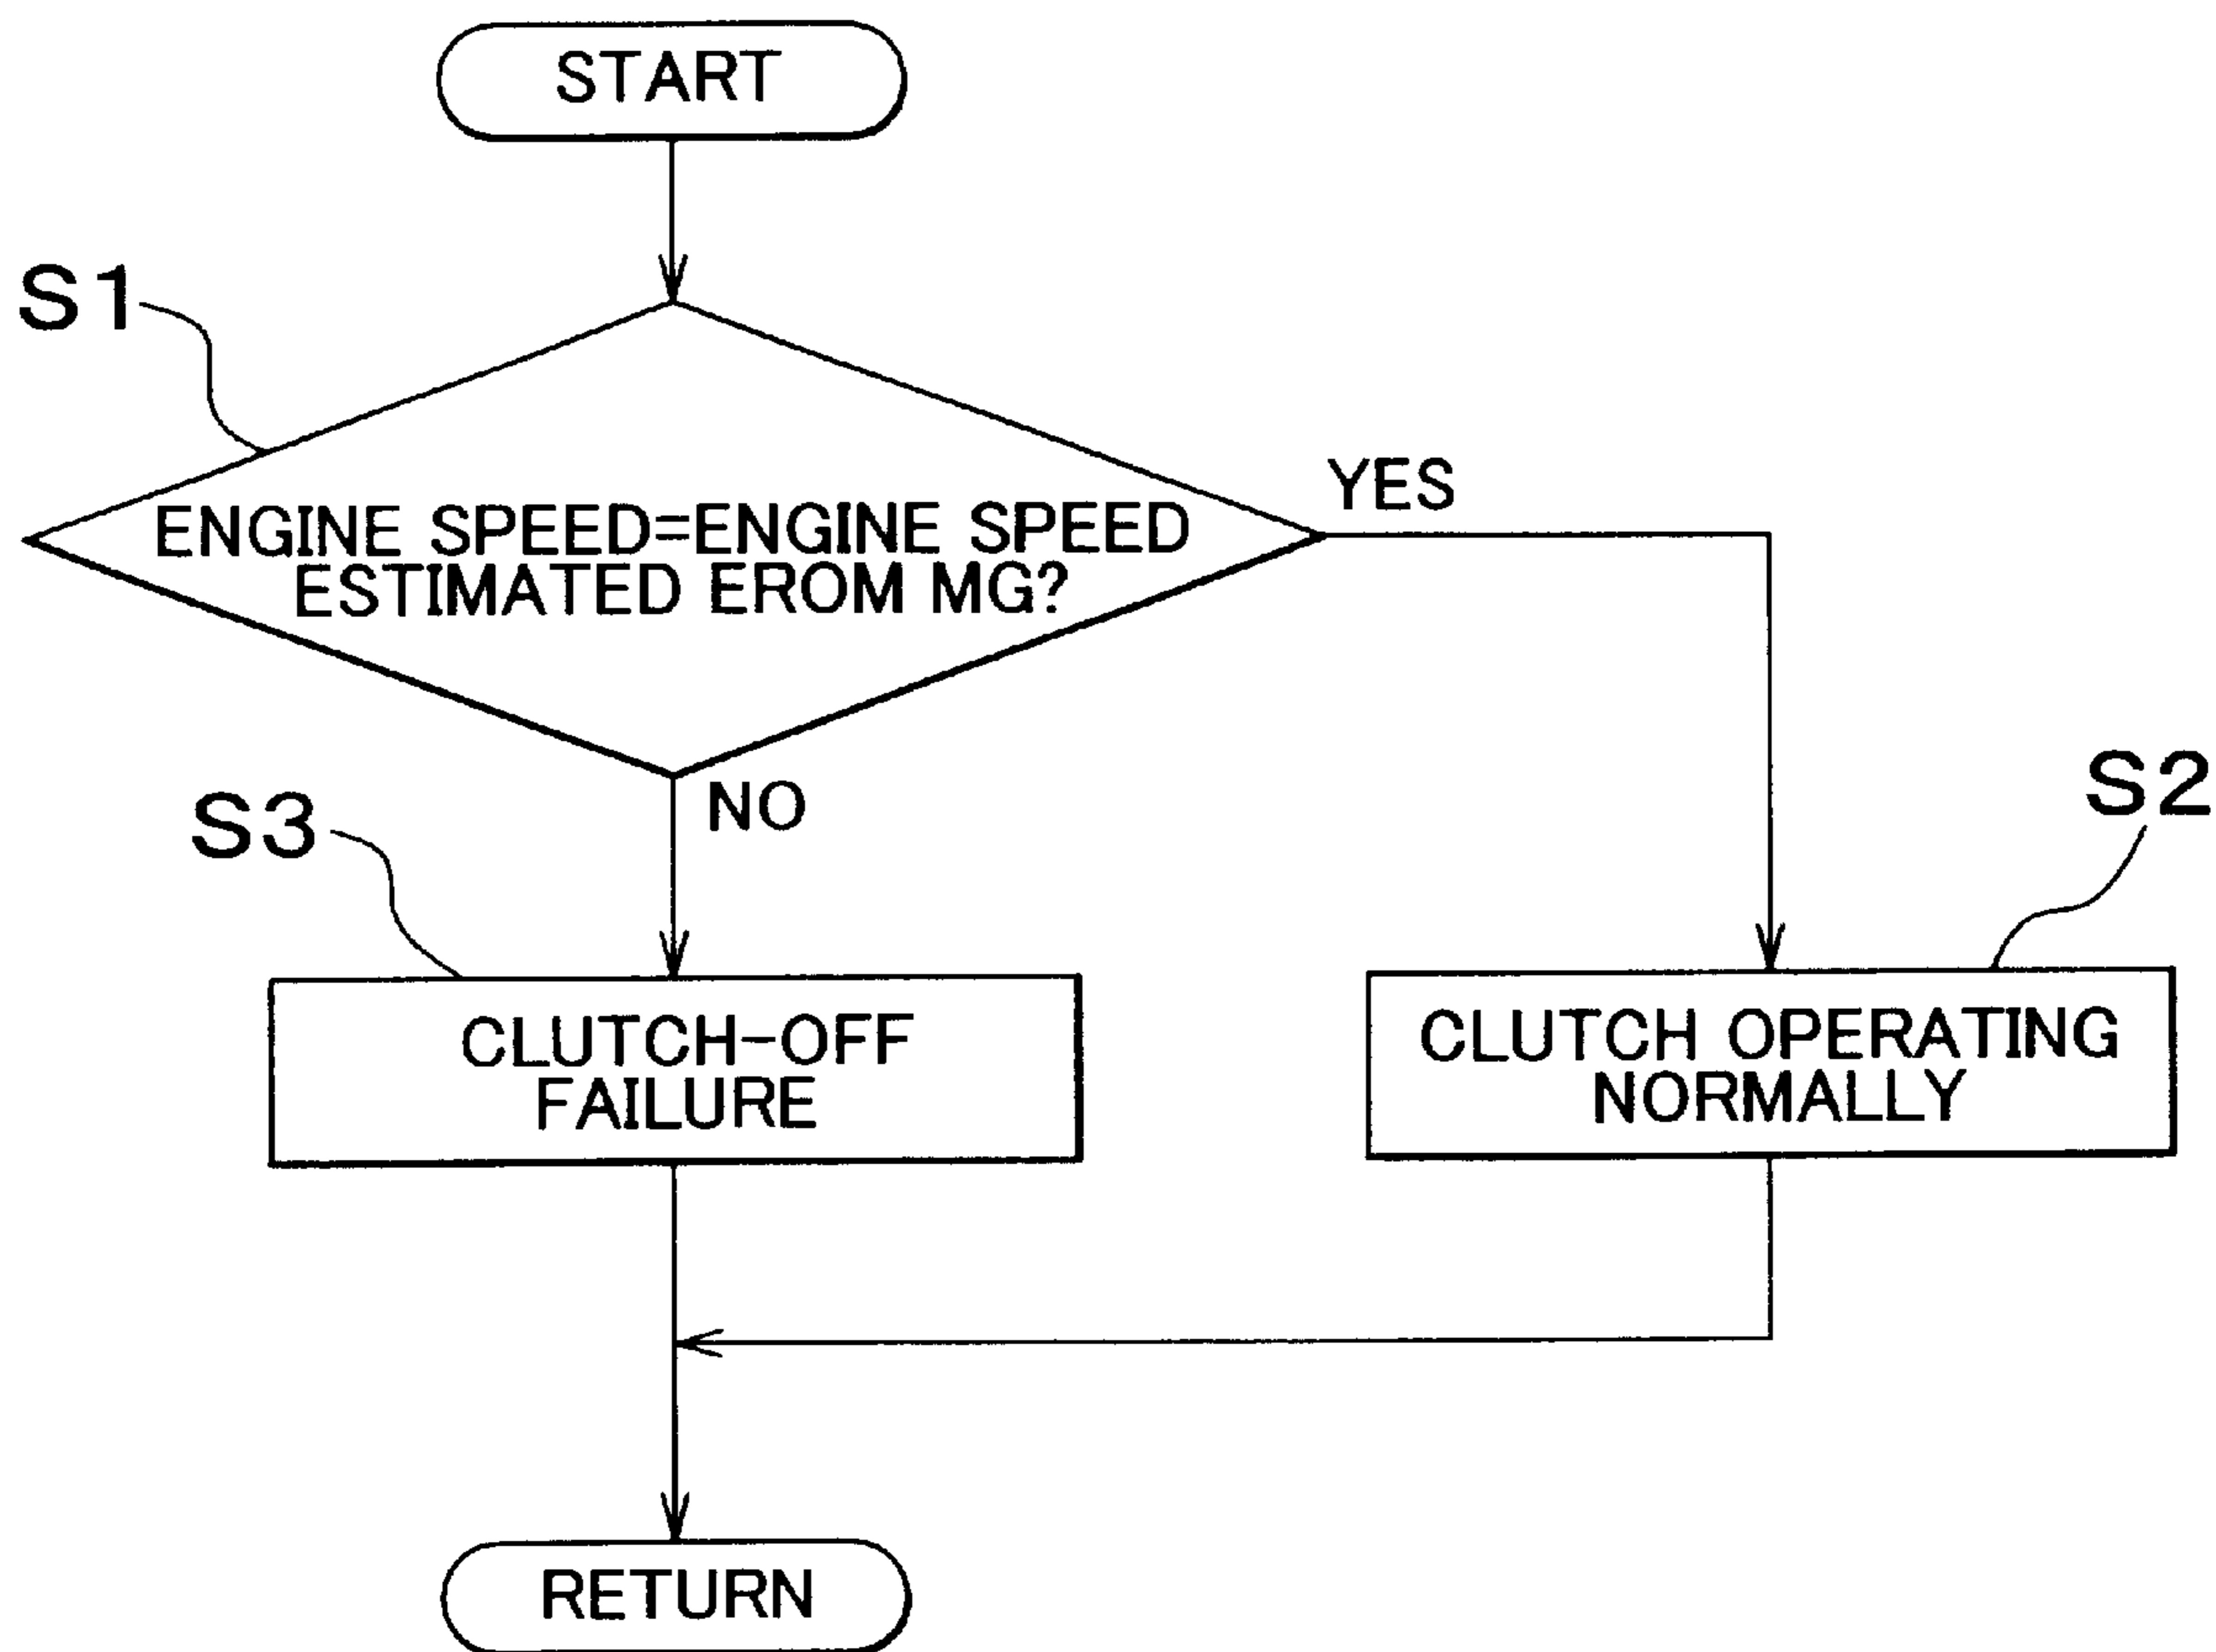 START
S1
YES
ENGINE SPEED=ENGINE SPEED
ESTIMATED EROM MG?
S2
NO
S3
CLUTCH-OFF
FAILURE
CLUTCH OPERATING
NORMALLY
RETURN